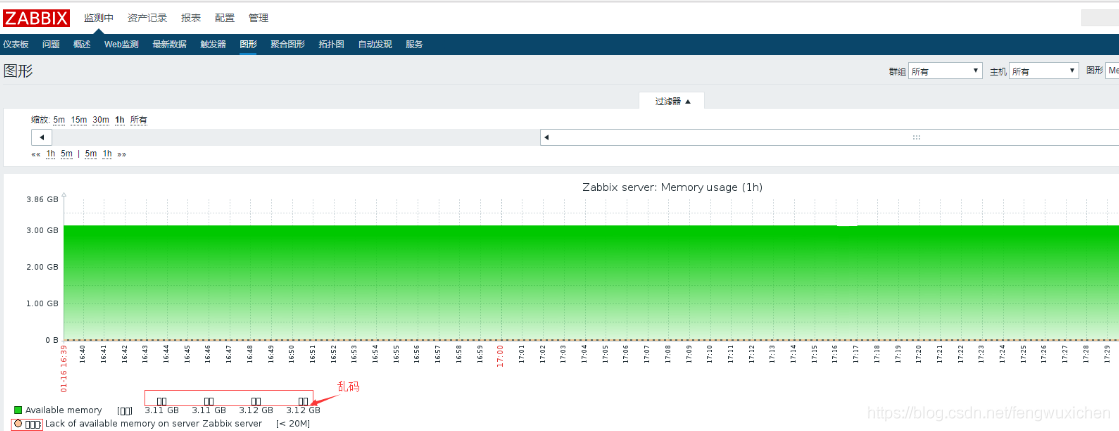 ZABBIX 监测中 资产记录 报表 配置 管理
仪表板 问题 概述 Web监测 最新数据 触发器 图形 聚合图形 拓扑图 自动发现 服务
图形 群组 所有 主机 所有 图形 Me
过滤器 ▲
缩放: 5m 15m 30m 1h 所有
«« 1h 5m | 5m 1h »»
Zabbix server: Memory usage (1h)
3.86 GB
3.00 GB
2.00 GB
1.00 GB
0 B
01-16 16:39 16:40 16:41 16:42 16:43 16:44 16:45 16:46 16:47 16:48 16:49 16:50 16:51 16:52 16:53 16:54 16:55 16:56 16:57 16:58 16:59 17:00 17:01 17:02 17:03 17:04 17:05 17:06 17:07 17:08 17:09 17:10 17:11 17:12 17:13 17:14 17:15 17:16 17:17 17:18 17:19 17:20 17:21 17:22 17:23 17:24 17:25 17:26 17:27 17:28 17:29
乱码
□□ □□ □□ □□
Available memory [□□] 3.11 GB 3.11 GB 3.12 GB 3.12 GB
□□□: Lack of available memory on server Zabbix server [< 20M]
https://blog.csdn.net/fengwuxichen